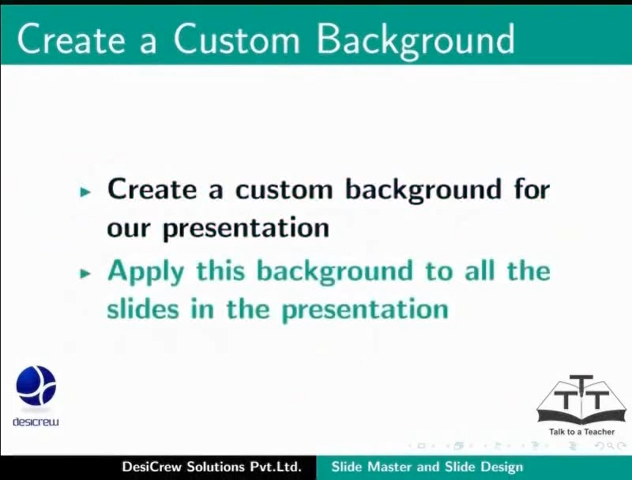 Create a Custom Background
Create a custom background for
our presentation
Apply this background to all the
slides in the presentation
desicrew
TTT
Talk to a Teacher
DesiCrew Solutions Pvt.Ltd. Slide Master and Slide Design